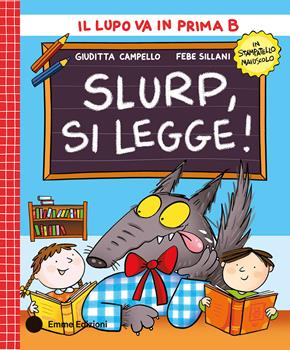 IL LUPO VA IN PRIMA B
GIUDITTA CAMPELLO FEBE SILLANI
IN
STAMPATELLO
MAIUSCOLO
SLURP,
SI LEGGE!
Emme Edizioni